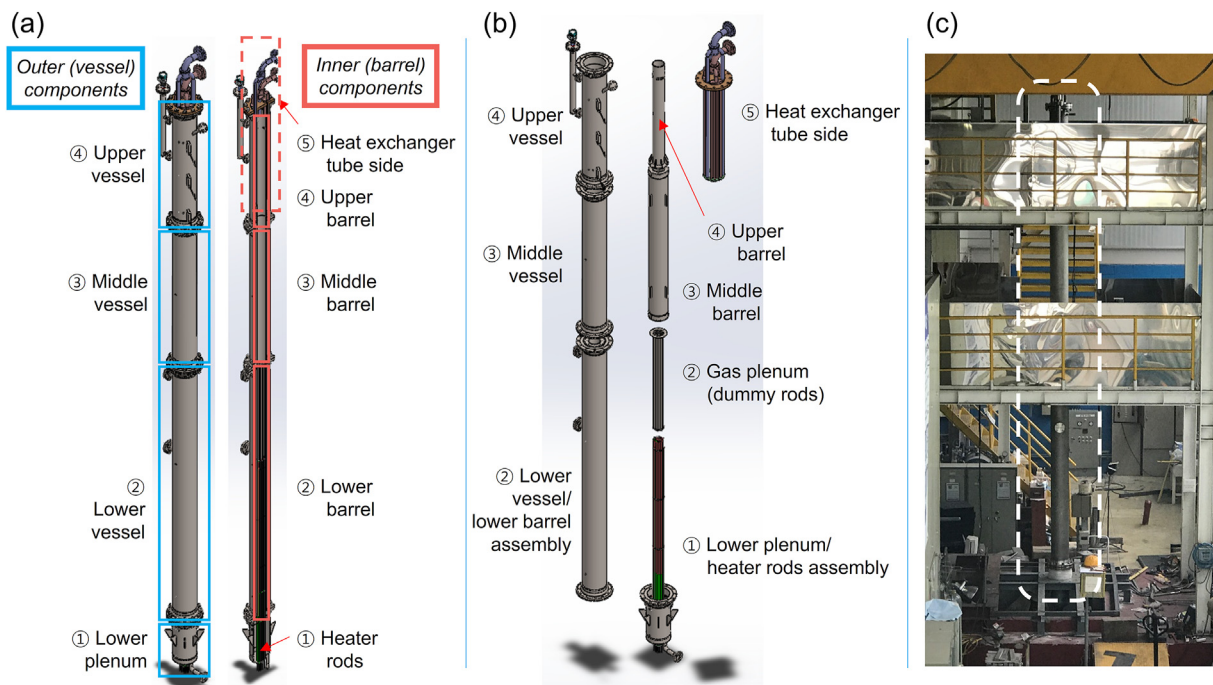 (a)
Outer (vessel)
components
Inner (barrel)
components
④ Upper
vessel
③ Middle
vessel
②
Lower
vessel
① Lower
plenum
⑤ Heat exchanger
tube side
④ Upper
barrel
③ Middle
barrel
② Lower
barrel
① Heater
rods
(b)
④ Upper
vessel
③ Middle
vessel
② Lower
vessel/
lower barrel
assembly
⑤ Heat exchanger
tube side
④ Upper
barrel
③ Middle
barrel
② Gas plenum
(dummy rods)
① Lower plenum/
heater rods assembly
(c)